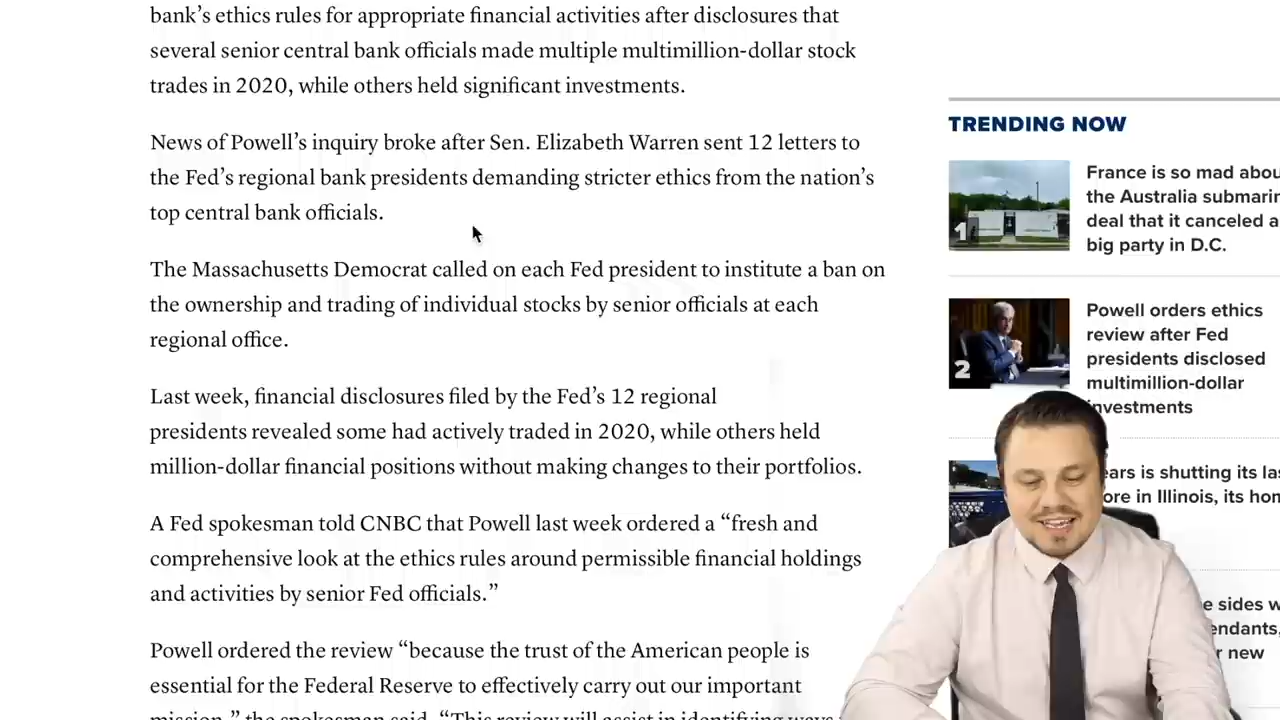 bank’s ethics rules for appropriate financial activities after disclosures that
several senior central bank officials made multiple multimillion-dollar stock
trades in 2020, while others held significant investments.
News of Powell’s inquiry broke after Sen. Elizabeth Warren sent 12 letters to
the Fed’s regional bank presidents demanding stricter ethics from the nation’s
top central bank officials.
The Massachusetts Democrat called on each Fed president to institute a ban on
the ownership and trading of individual stocks by senior officials at each
regional office.
Last week, financial disclosures filed by the Fed’s 12 regional
presidents revealed some had actively traded in 2020, while others held
million-dollar financial positions without making changes to their portfolios.
A Fed spokesman told CNBC that Powell last week ordered a “fresh and
comprehensive look at the ethics rules around permissible financial holdings
and activities by senior Fed officials.”
Powell ordered the review “because the trust of the American people is
essential for the Federal Reserve to effectively carry out our important
mission,” the spokesman said. “This review will assist in identifying ways
TRENDING NOW
1
France is so mad
the Australia
deal that it canceled a
big party in D.C.
2
Powell orders ethics
review after Fed
presidents disclosed
multimillion-dollar
investments
is shutting its
in Illinois, its
sides
new